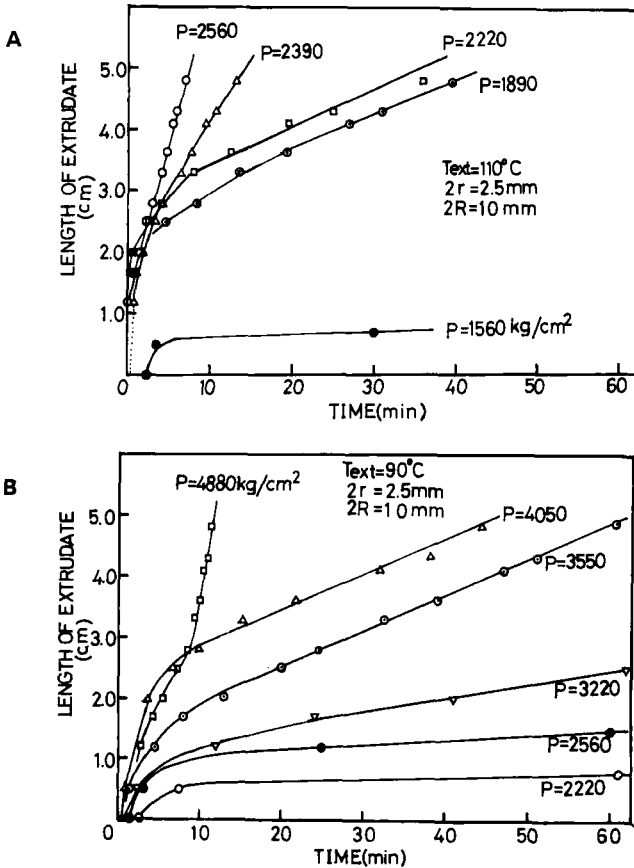 A
P=2560
P=2390
P=2220
P=1890
5.0
4.0
3.0
2.0
1.0
0
LENGTH OF EXTRUDATE
(cm)
Text=110°C
2r = 2.5mm
2R = 10 mm
P=1560 kg/cm²
0 10 20 30 40 50 60
TIME(min)
B
P=4880kg/cm²
Text=90°C
2r = 2.5mm
2R = 10 mm
P=4050
P=3550
P=3220
P=2560
P=2220
5.0
4.0
3.0
2.0
1.0
0
LENGTH OF EXTRUDATE
(cm)
0 10 20 30 40 50 60
TIME(min)